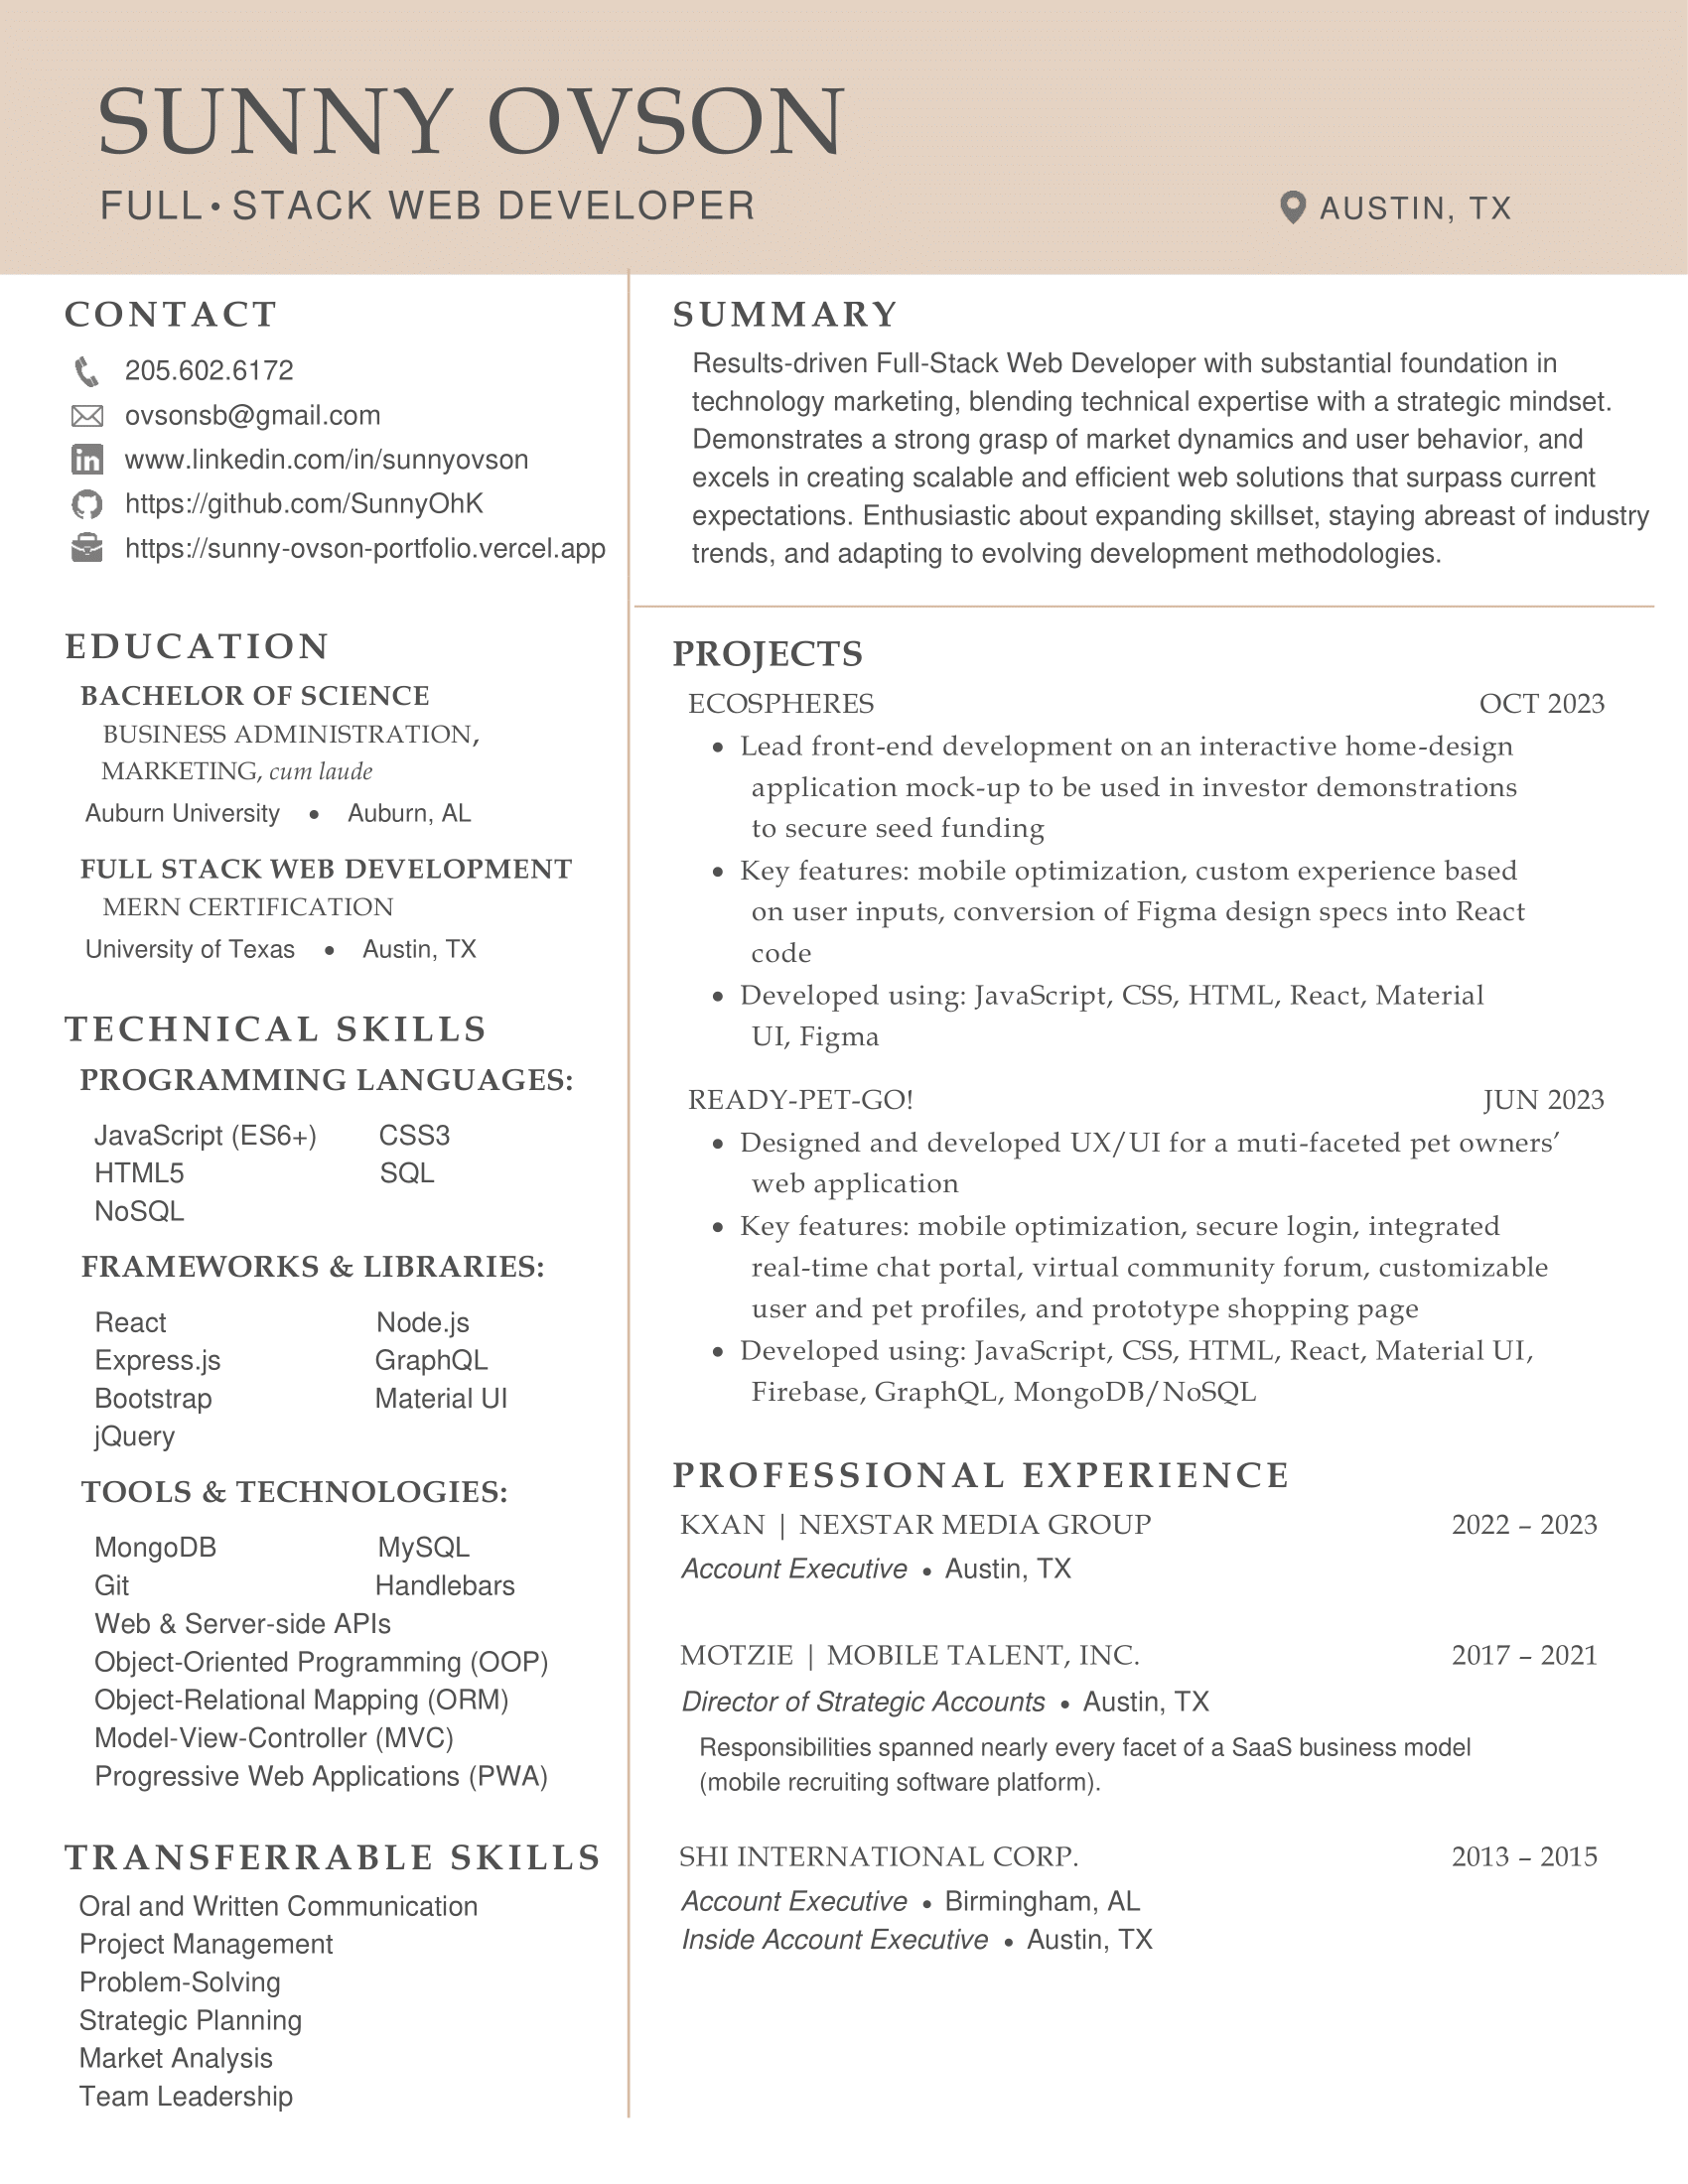 SUNNY OVSON
FULL•STACK WEB DEVELOPER
AUSTIN, TX
CONTACT
205.602.6172
ovsonsb@gmail.com
www.linkedin.com/in/sunnyovson
https://github.com/SunnyOhK
https://sunny-ovson-portfolio.vercel.app
EDUCATION
BACHELOR OF SCIENCE
BUSINESS ADMINISTRATION,
MARKETING, cum laude
Auburn University • Auburn, AL
FULL STACK WEB DEVELOPMENT
MERN CERTIFICATION
University of Texas • Austin, TX
TECHNICAL SKILLS
PROGRAMMING LANGUAGES:
JavaScript (ES6+) CSS3
HTML5 SQL
NoSQL
FRAMEWORKS & LIBRARIES:
React Node.js
Express.js GraphQL
Bootstrap Material UI
jQuery
TOOLS & TECHNOLOGIES:
MongoDB MySQL
Git Handlebars
Web & Server-side APIs
Object-Oriented Programming (OOP)
Object-Relational Mapping (ORM)
Model-View-Controller (MVC)
Progressive Web Applications (PWA)
TRANSFERRABLE SKILLS
Oral and Written Communication
Project Management
Problem-Solving
Strategic Planning
Market Analysis
Team Leadership
SUMMARY
Results-driven Full-Stack Web Developer with substantial foundation in
technology marketing, blending technical expertise with a strategic mindset.
Demonstrates a strong grasp of market dynamics and user behavior, and
excels in creating scalable and efficient web solutions that surpass current
expectations. Enthusiastic about expanding skillset, staying abreast of industry
trends, and adapting to evolving development methodologies.
PROJECTS
ECOSPHERES OCT 2023
• Lead front-end development on an interactive home-design
application mock-up to be used in investor demonstrations
to secure seed funding
• Key features: mobile optimization, custom experience based
on user inputs, conversion of Figma design specs into React
code
• Developed using: JavaScript, CSS, HTML, React, Material
UI, Figma
READY-PET-GO! JUN 2023
• Designed and developed UX/UI for a muti-faceted pet owners’
web application
• Key features: mobile optimization, secure login, integrated
real-time chat portal, virtual community forum, customizable
user and pet profiles, and prototype shopping page
• Developed using: JavaScript, CSS, HTML, React, Material UI,
Firebase, GraphQL, MongoDB/NoSQL
PROFESSIONAL EXPERIENCE
KXAN | NEXSTAR MEDIA GROUP 2022 – 2023
Account Executive • Austin, TX
MOTZIE | MOBILE TALENT, INC. 2017 – 2021
Director of Strategic Accounts • Austin, TX
Responsibilities spanned nearly every facet of a SaaS business model
(mobile recruiting software platform).
SHI INTERNATIONAL CORP. 2013 – 2015
Account Executive • Birmingham, AL
Inside Account Executive • Austin, TX